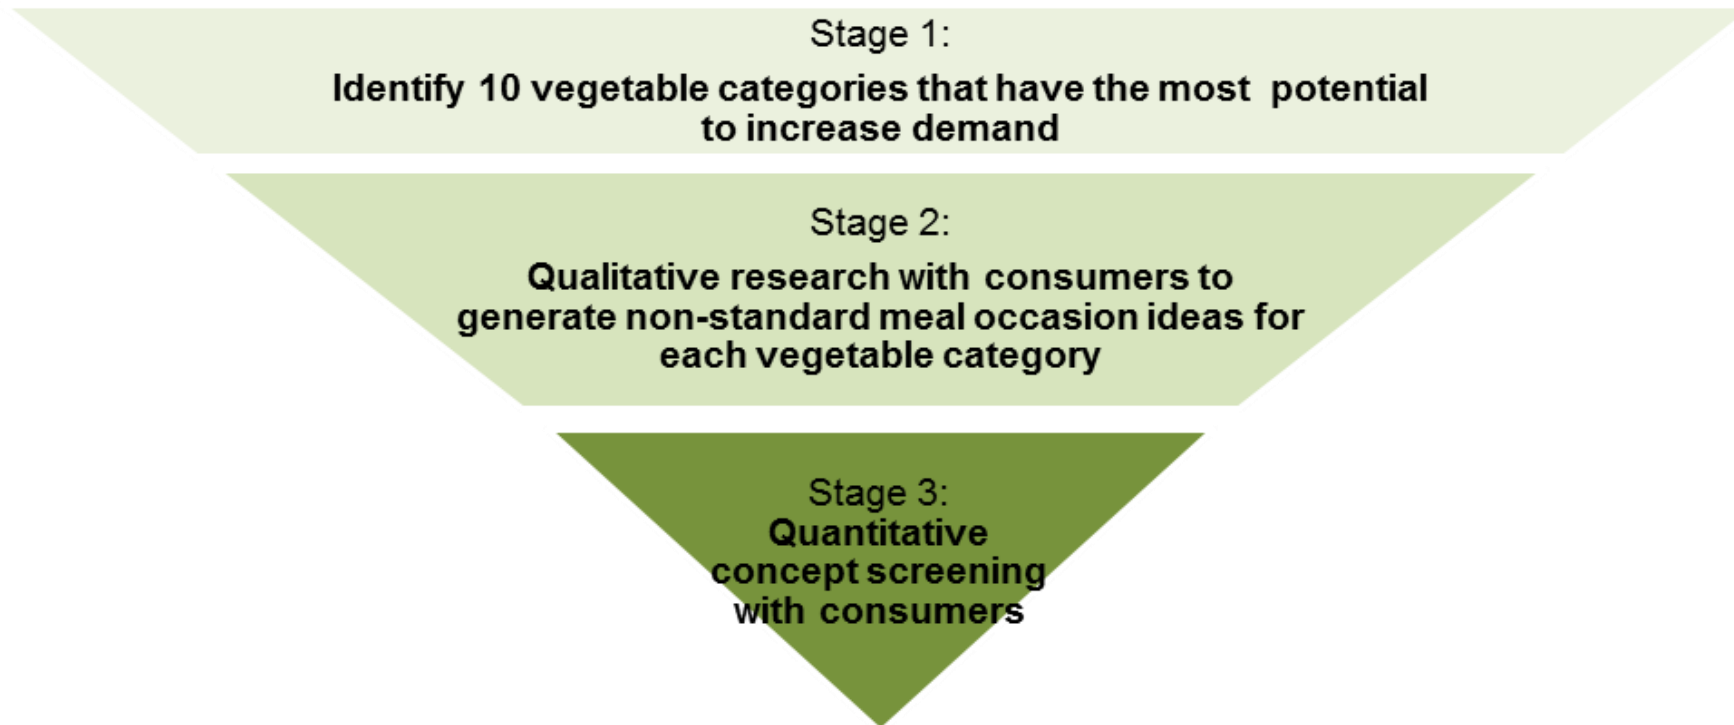 Stage 1:
Identify 10 vegetable categories that have the most potential
to increase demand
Stage 2:
Qualitative research with consumers to
generate non-standard meal occasion ideas for
each vegetable category
Stage 3:
Quantitative
concept screening
with consumers